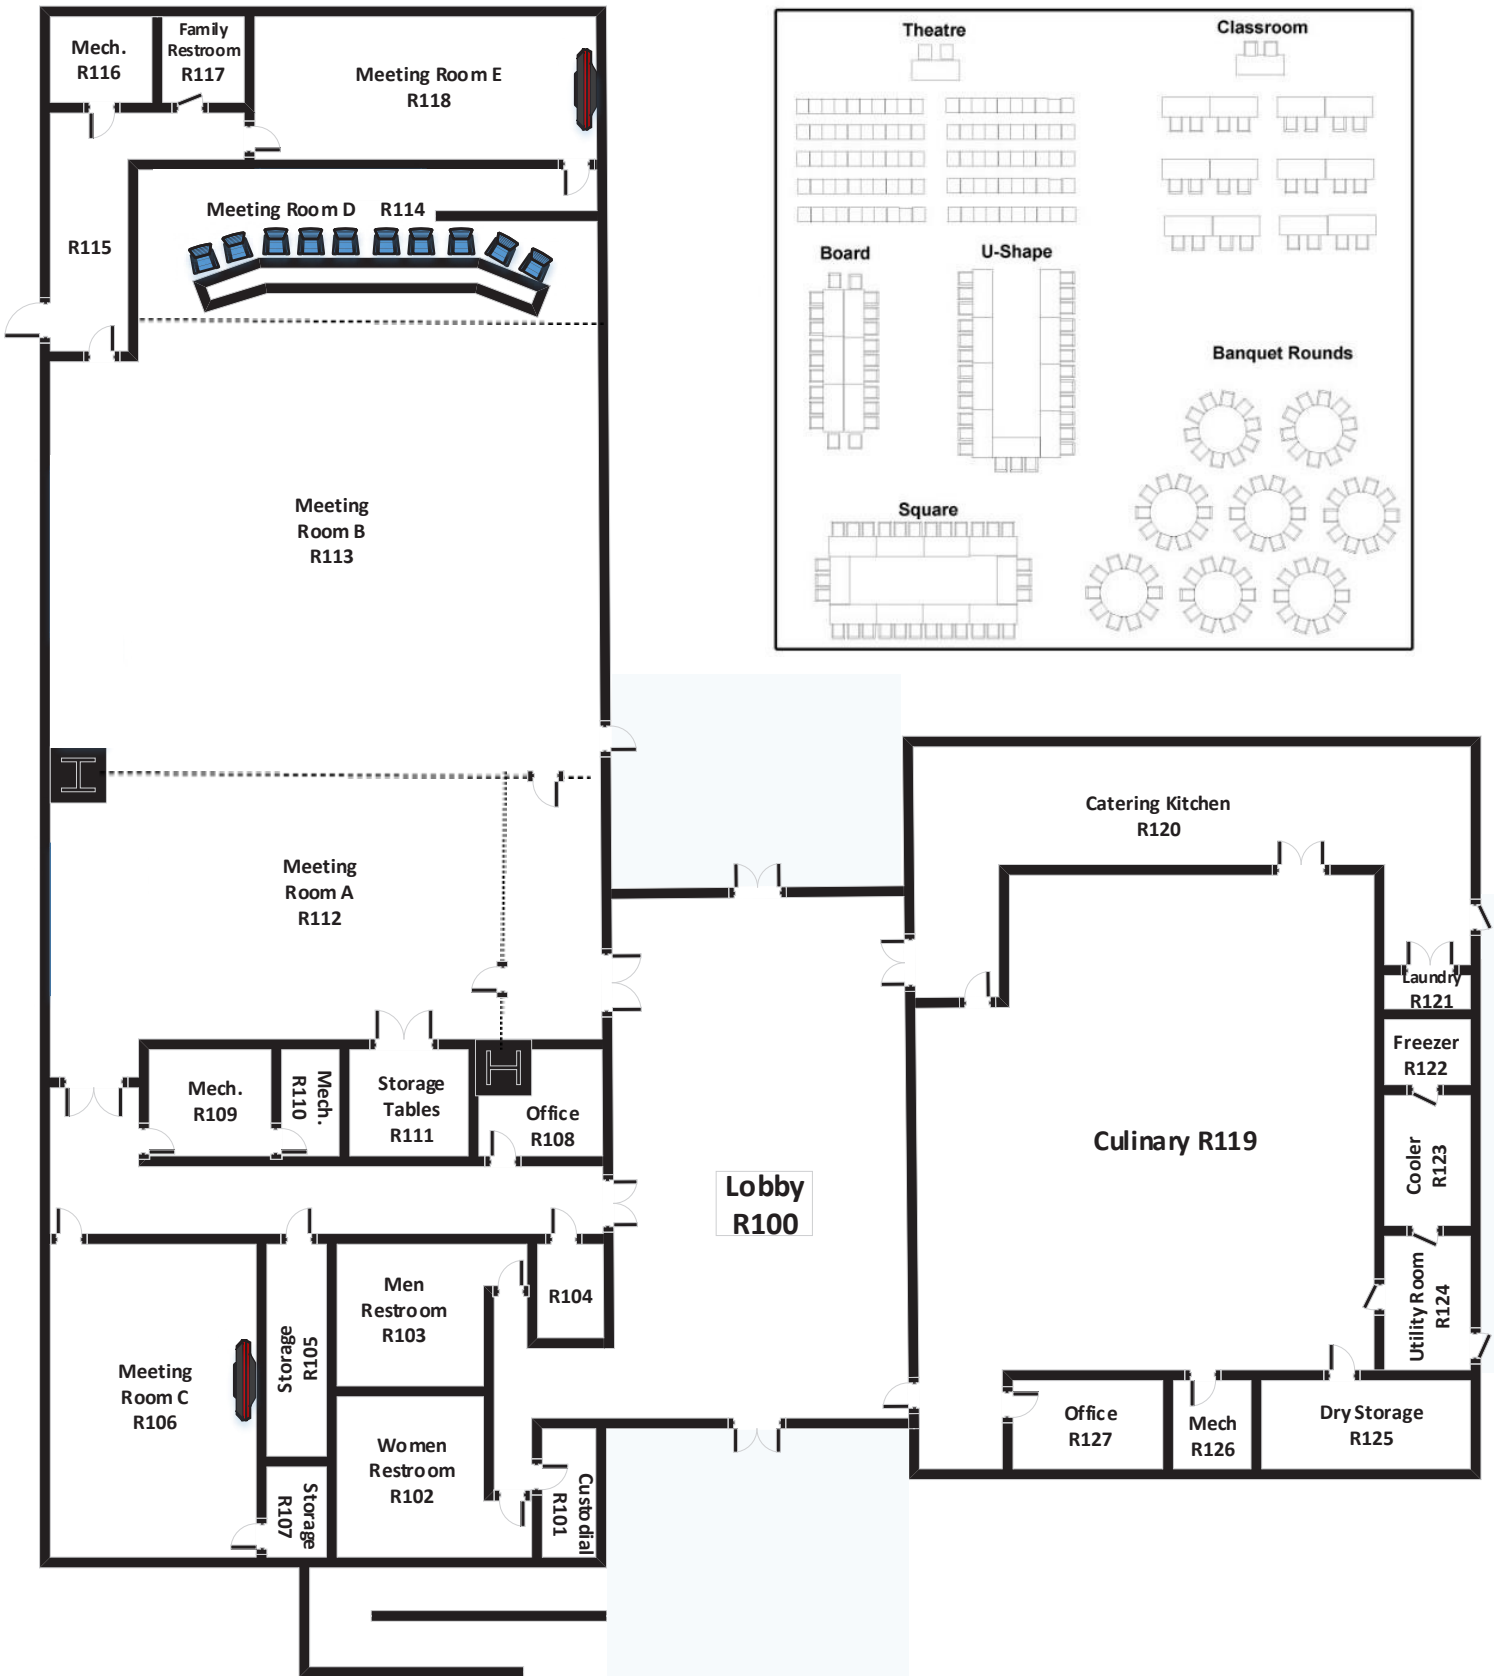 Mech.
R116
Family
Restroom
R117
Meeting Room E
R118
Meeting Room D R114
R115
Meeting
Room B
R113
Meeting
Room A
R112
Mech.
R109
Mech.
R110
Storage
Tables
R111
Office
R108
Lobby
R100
Meeting
Room C
R106
Storage
R105
Storage
R107
Men
Restroom
R103
Women
Restroom
R102
R104
Custodial
R101
Theatre
Classroom
Board
U-Shape
Banquet Rounds
Square
Catering Kitchen
R120
Laundry
R121
Freezer
R122
Culinary R119
Cooler
R123
Utility Room
R124
Office
R127
Mech
R126
Dry Storage
R125